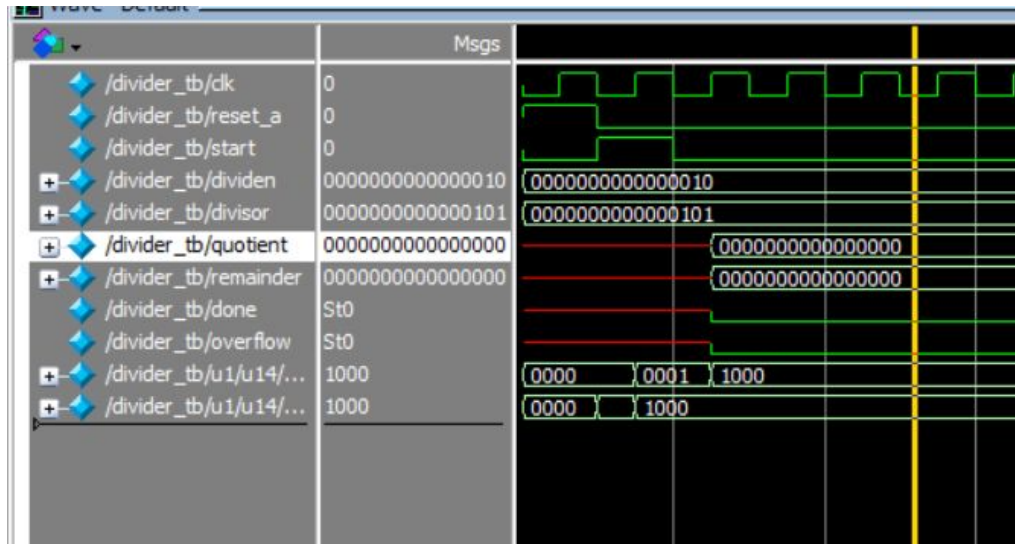 Wave - Default
Msgs
/divider_tb/clk 0
/divider_tb/reset_a 0
/divider_tb/start 0
/divider_tb/dividen 0000000000000010 0000000000000010
/divider_tb/divisor 0000000000000101 0000000000000101
/divider_tb/quotient 0000000000000000 0000000000000000
/divider_tb/remainder 0000000000000000 0000000000000000
/divider_tb/done St0
/divider_tb/overflow St0
/divider_tb/u1/u14/... 1000 0000 0001 1000
/divider_tb/u1/u14/... 1000 0000 1000